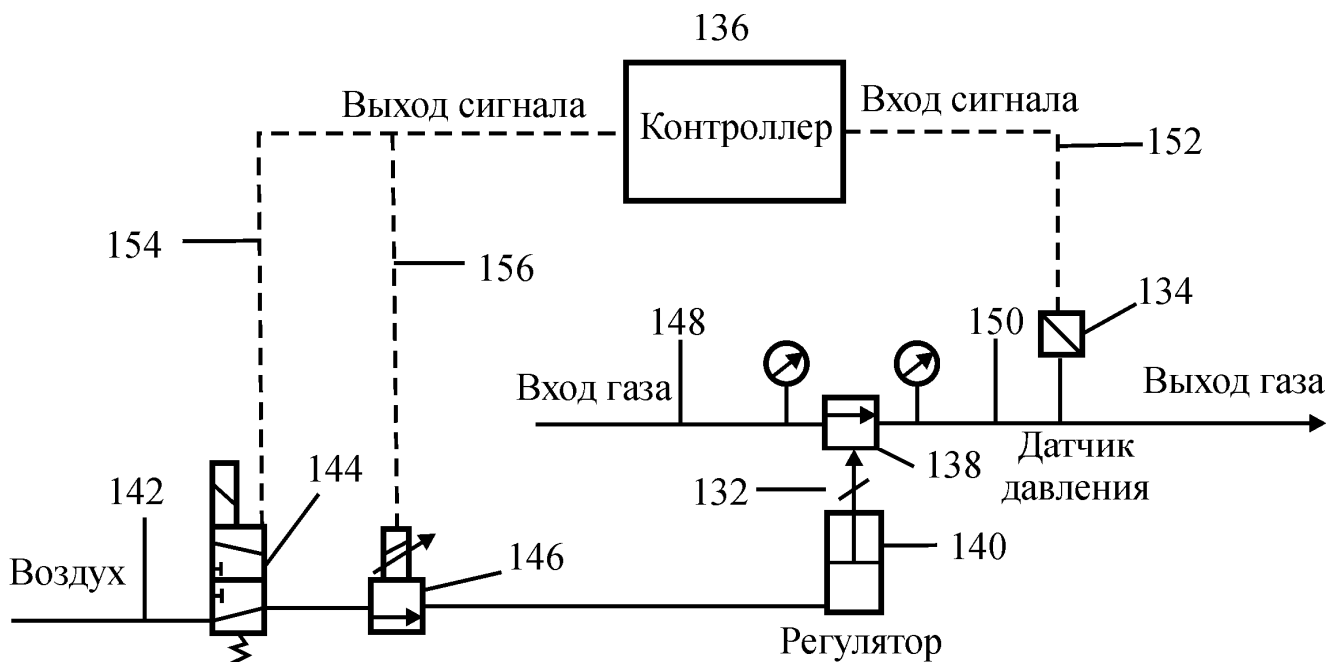 136
Выход сигнала
Вход сигнала
Контроллер
152
154
156
148
150
134
Вход газа
Выход газа
142
144
132
138
Датчик
давления
Воздух
146
140
Регулятор